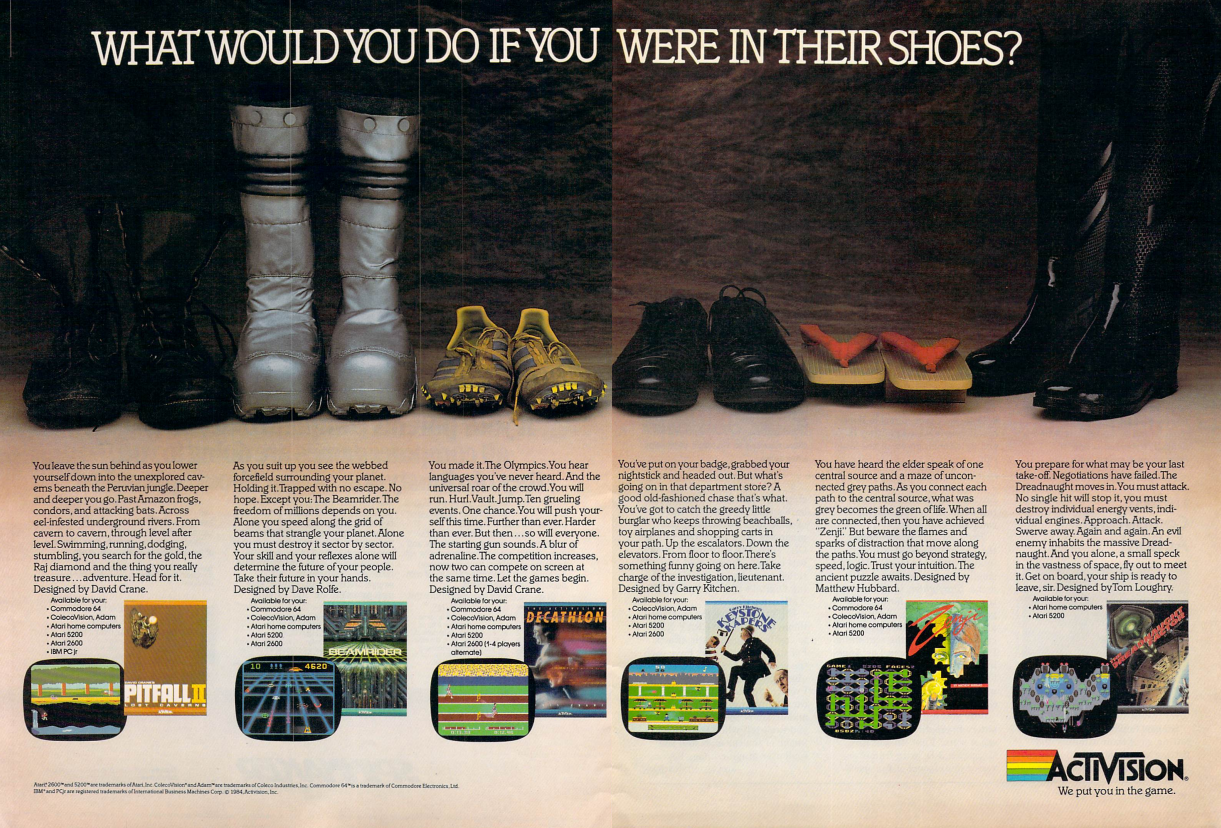 WHAT WOULD YOU DO IF YOU WERE IN THEIR SHOES?
You leave the sun behind as you lower
yourself down into the unexplored cav-
erns beneath the Peruvian jungle. Deeper
and deeper you go. Past Amazon frogs,
condors, and attacking bats. Across
eel-infested underground rivers. From
cavern to cavern, through level after
level. Swimming, running, dodging,
stumbling, you search for the gold, the
Raj diamond and the thing you really
treasure...adventure. Head for it.
Designed by David Crane.
Available for your:
• Commodore 64
• ColecoVision, Adam
• Atari home computers
• Atari 5200
• Atari 2600
• IBM PC jr
PITFALL II
LOST CAVERNS
As you suit up you see the webbed
forcefield surrounding your planet.
Holding it. Trapped with no escape. No
hope. Except you: The Beamrider. The
freedom of millions depends on you.
Alone you speed along the grid of
beams that strangle your planet. Alone
you must destroy it sector by sector.
Your skill and your reflexes alone will
determine the future of your people.
Take their future in your hands.
Designed by Dave Rolfe.
Available for your:
• Commodore 64
• ColecoVision, Adam
• Atari home computers
• Atari 5200
• Atari 2600
10 4620
BEAMRIDER
You made it. The Olympics. You hear
languages you've never heard. And the
universal roar of the crowd. You will
run. Hurl. Vault. Jump. Ten grueling
events. One chance. You will push your-
self this time. Further than ever. Harder
than ever. But then...so will everyone.
The starting gun sounds. A blur of
adrenaline. The competition increases,
now two can compete on screen at
the same time. Let the games begin.
Designed by David Crane.
Available for your:
• Commodore 64
• ColecoVision, Adam
• Atari home computers
• Atari 5200
• Atari 2600 (1-4 players
alternate)
THE ACTIVISION
DECATHLON
You've put on your badge, grabbed your
nightstick and headed out. But what's
going on in that department store? A
good old-fashioned chase that's what.
You've got to catch the greedy little
burglar who keeps throwing beachballs,
toy airplanes and shopping carts in
your path. Up the escalators. Down the
elevators. From floor to floor. There's
something funny going on here. Take
charge of the investigation, lieutenant.
Designed by Garry Kitchen.
Available for your:
• ColecoVision, Adam
• Atari home computers
• Atari 5200
• Atari 2600
KEYSTONE
KAPERS
You have heard the elder speak of one
central source and a maze of uncon-
nected grey paths. As you connect each
path to the central source, what was
grey becomes the green of life. When all
are connected, then you have achieved
"Zenji." But beware the flames and
sparks of distraction that move along
the paths. You must go beyond strategy,
speed, logic. Trust your intuition. The
ancient puzzle awaits. Designed by
Matthew Hubbard.
Available for your:
• Commodore 64
• ColecoVision, Adam
• Atari home computers
• Atari 5200
Zenji
You prepare for what may be your last
take-off. Negotiations have failed. The
Dreadnaught moves in. You must attack.
No single hit will stop it, you must
destroy individual energy vents, indi-
vidual engines. Approach. Attack.
Swerve away. Again and again. An evil
enemy inhabits the massive Dread-
naught. And you alone, a small speck
in the vastness of space, fly out to meet
it. Get on board, your ship is ready to
leave, sir. Designed by Tom Loughry.
Available for your:
• Atari home computers
• Atari 5200
ACTIVISION®
We put you in the game.
Atari® 2600™ and 5200™ are trademarks of Atari, Inc. ColecoVision® and Adam™ are trademarks of Coleco Industries, Inc. Commodore 64™ is a trademark of Commodore Electronics, Ltd.
IBM® and PCjr are registered trademarks of International Business Machines Corp. © 1984, Activision, Inc.